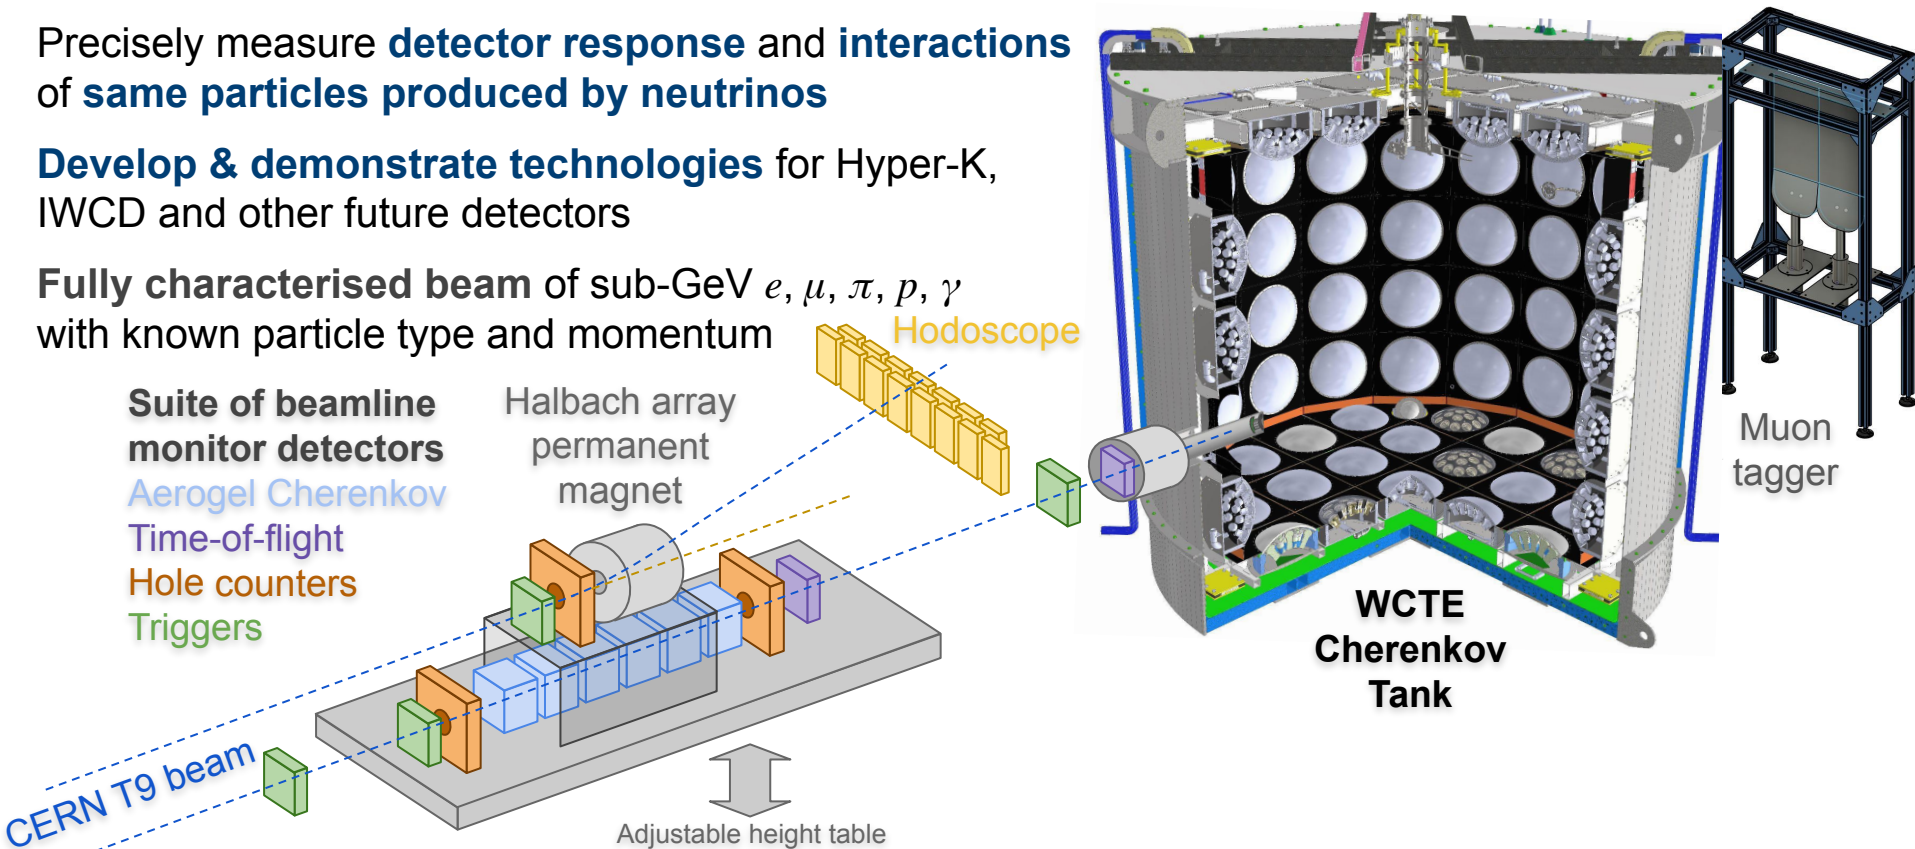 Precisely measure detector response and interactions
of same particles produced by neutrinos
Develop & demonstrate technologies for Hyper-K,
IWCD and other future detectors
Fully characterised beam of sub-GeV e, μ, π, p, γ
with known particle type and momentum
Hodoscope
Suite of beamline
monitor detectors
Aerogel Cherenkov
Time-of-flight
Hole counters
Triggers
Halbach array
permanent
magnet
Muon
tagger
WCTE
Cherenkov
Tank
CERN T9 beam
Adjustable height table